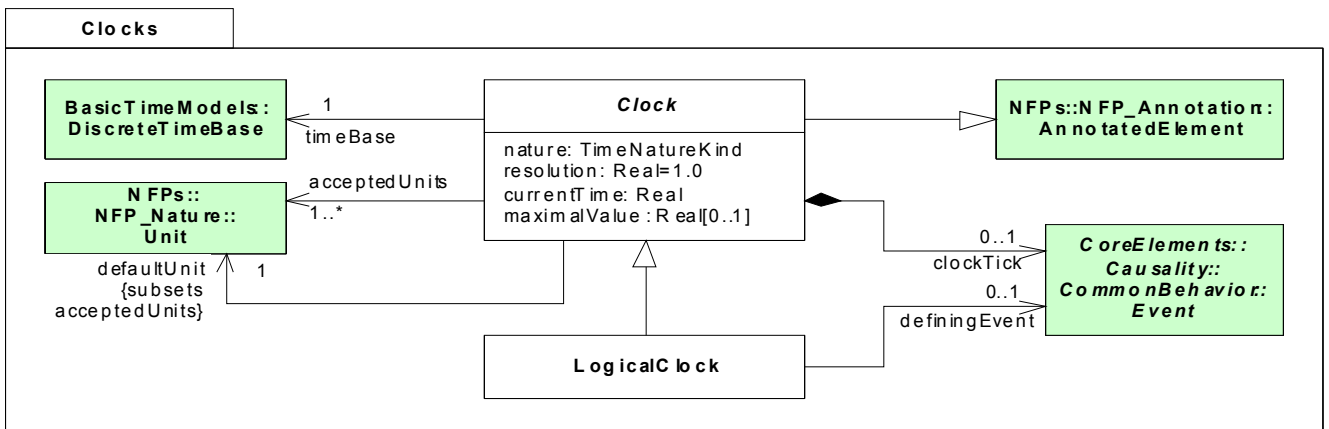 Clocks
BasicTimeModels::
DiscreteTimeBase
1
timeBase
Clock
nature: TimeNatureKind
resolution: Real=1.0
currentTime: Real
maximalValue: Real[0..1]
NFPs::NFP_Annotation::
AnnotatedElement
NFPs::
NFP_Nature::
Unit
acceptedUnits
1..*
defaultUnit
{subsets
acceptedUnits}
1
0..1
clockTick
0..1
definingEvent
CoreElements::
Causality::
CommonBehavior::
Event
LogicalClock